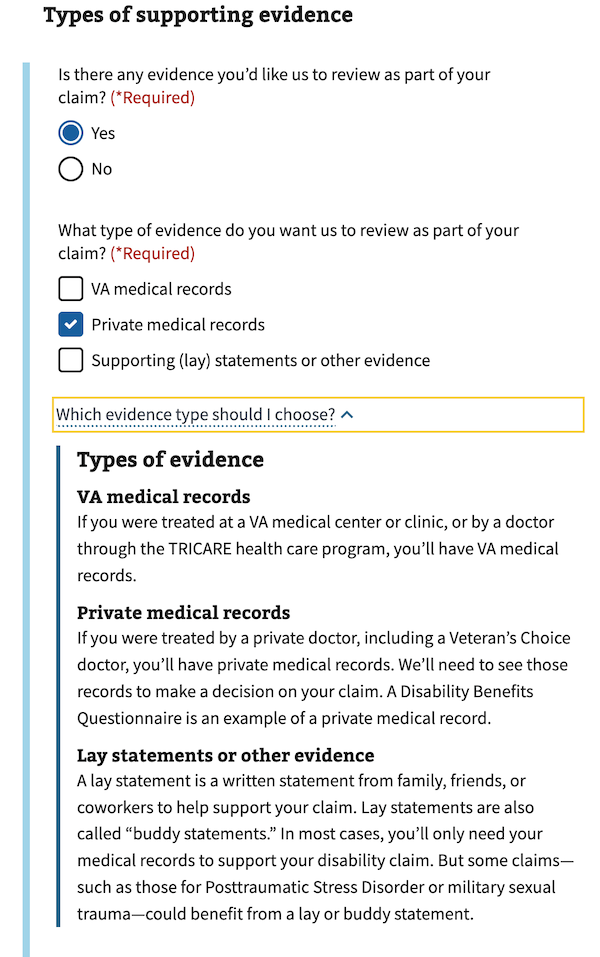 Types of supporting evidence
Is there any evidence you’d like us to review as part of your
claim? (*Required)
Yes
No
What type of evidence do you want us to review as part of your
claim? (*Required)
VA medical records
Private medical records
Supporting (lay) statements or other evidence
Which evidence type should I choose?
Types of evidence
VA medical records
If you were treated at a VA medical center or clinic, or by a doctor
through the TRICARE health care program, you’ll have VA medical
records.
Private medical records
If you were treated by a private doctor, including a Veteran’s Choice
doctor, you’ll have private medical records. We’ll need to see those
records to make a decision on your claim. A Disability Benefits
Questionnaire is an example of a private medical record.
Lay statements or other evidence
A lay statement is a written statement from family, friends, or
coworkers to help support your claim. Lay statements are also
called “buddy statements.” In most cases, you’ll only need your
medical records to support your disability claim. But some claims—
such as those for Posttraumatic Stress Disorder or military sexual
trauma—could benefit from a lay or buddy statement.